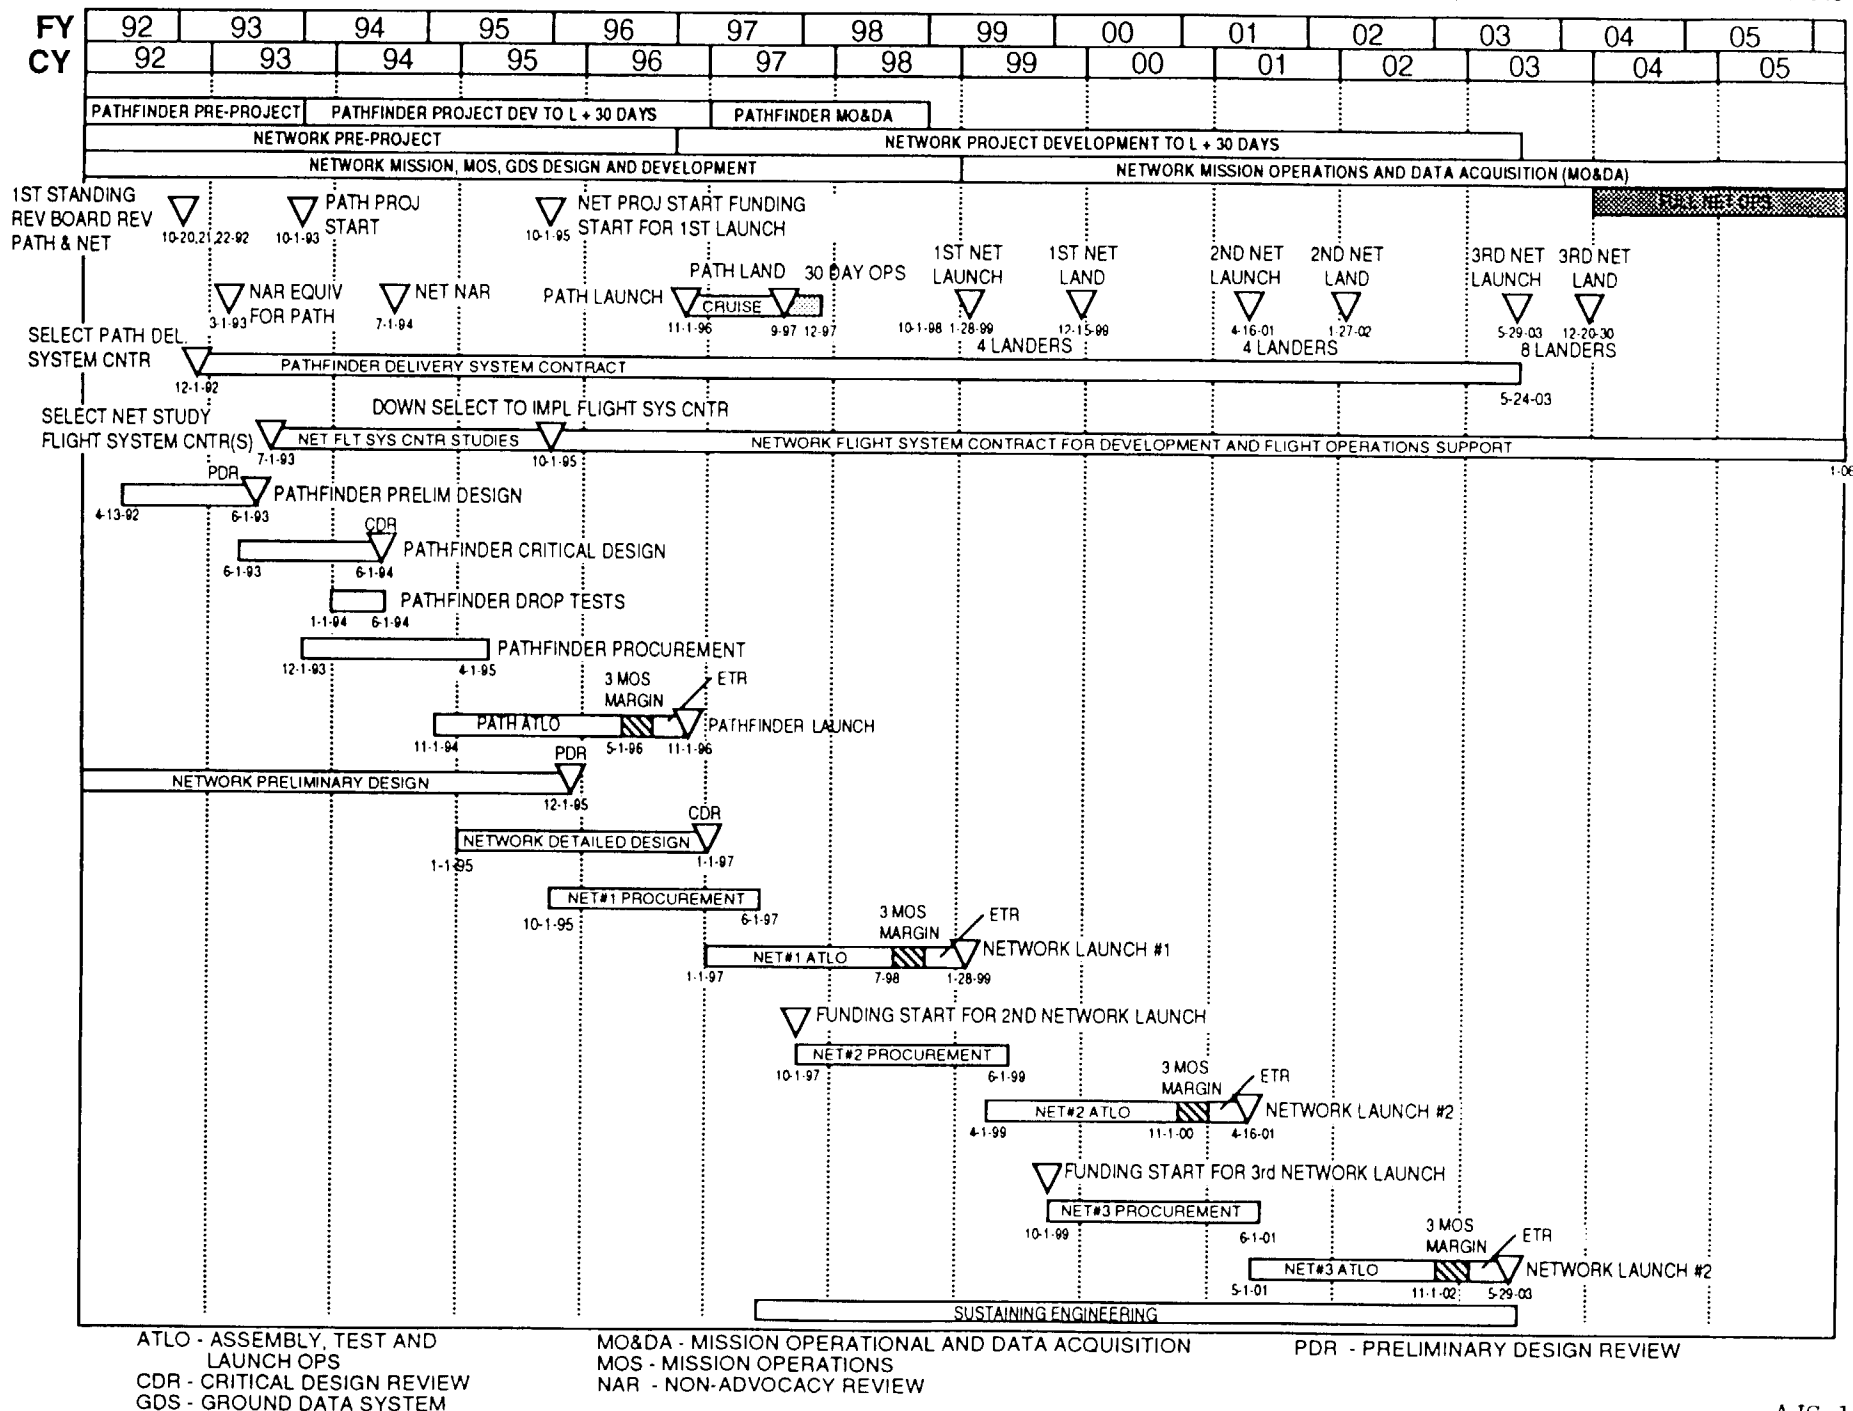 FY 92 93 94 95 96 97 98 99 00 01 02 03 04 05
CY 92 93 94 95 96 97 98 99 00 01 02 03 04 05
PATHFINDER PRE-PROJECT PATHFINDER PROJECT DEV TO L + 30 DAYS PATHFINDER MO&DA
NETWORK PRE-PROJECT NETWORK PROJECT DEVELOPMENT TO L + 30 DAYS
NETWORK MISSION, MOS, GDS DESIGN AND DEVELOPMENT NETWORK MISSION OPERATIONS AND DATA ACQUISITION (MO&DA)
1ST STANDING
REV BOARD REV
PATH & NET
10-20,21,22-92
PATH PROJ
START
10-1-93
NET PROJ START FUNDING
START FOR 1ST LAUNCH
10-1-95
FULL NET OPS
NAR EQUIV
FOR PATH
3-1-93
NET NAR
7-1-94
PATH LAUNCH
PATH LAND 30 DAY OPS
CRUISE
11-1-96 9-97 12-97
1ST NET
LAUNCH
10-1-98 1-28-99
1ST NET
LAND
12-15-99
4 LANDERS
2ND NET
LAUNCH
4-16-01
2ND NET
LAND
1-27-02
4 LANDERS
3RD NET
LAUNCH
5-29-03
3RD NET
LAND
12-20-30
8 LANDERS
SELECT PATH DEL.
SYSTEM CNTR
12-1-92
PATHFINDER DELIVERY SYSTEM CONTRACT
5-24-03
SELECT NET STUDY
FLIGHT SYSTEM CNTR(S)
7-1-93
DOWN SELECT TO IMPL FLIGHT SYS CNTR
NET FLT SYS CNTR STUDIES
10-1-95
NETWORK FLIGHT SYSTEM CONTRACT FOR DEVELOPMENT AND FLIGHT OPERATIONS SUPPORT
PDR
PATHFINDER PRELIM DESIGN
4-13-92 6-1-93
CDR
PATHFINDER CRITICAL DESIGN
6-1-93 6-1-94
PATHFINDER DROP TESTS
1-1-94 6-1-94
PATHFINDER PROCUREMENT
12-1-93 4-1-95
3 MOS
MARGIN
ETR
PATH ATLO
PATHFINDER LAUNCH
11-1-94 5-1-96 11-1-96
PDR
NETWORK PRELIMINARY DESIGN
12-1-95
CDR
NETWORK DETAILED DESIGN
1-1-95 1-1-97
NET#1 PROCUREMENT
10-1-95 6-1-97
3 MOS
MARGIN
ETR
NET#1 ATLO
NETWORK LAUNCH #1
1-1-97 7-98 1-28-99
FUNDING START FOR 2ND NETWORK LAUNCH
NET#2 PROCUREMENT
10-1-97 6-1-99
3 MOS
MARGIN
ETR
NET#2 ATLO
NETWORK LAUNCH #2
4-1-99 11-1-00 4-16-01
FUNDING START FOR 3rd NETWORK LAUNCH
NET#3 PROCUREMENT
10-1-99 6-1-01
3 MOS
MARGIN
ETR
NET#3 ATLO
NETWORK LAUNCH #2
5-1-01 11-1-02 5-29-03
SUSTAINING ENGINEERING
ATLO - ASSEMBLY, TEST AND
LAUNCH OPS
CDR - CRITICAL DESIGN REVIEW
GDS - GROUND DATA SYSTEM
MO&DA - MISSION OPERATIONAL AND DATA ACQUISITION
MOS - MISSION OPERATIONS
NAR - NON-ADVOCACY REVIEW
PDR - PRELIMINARY DESIGN REVIEW